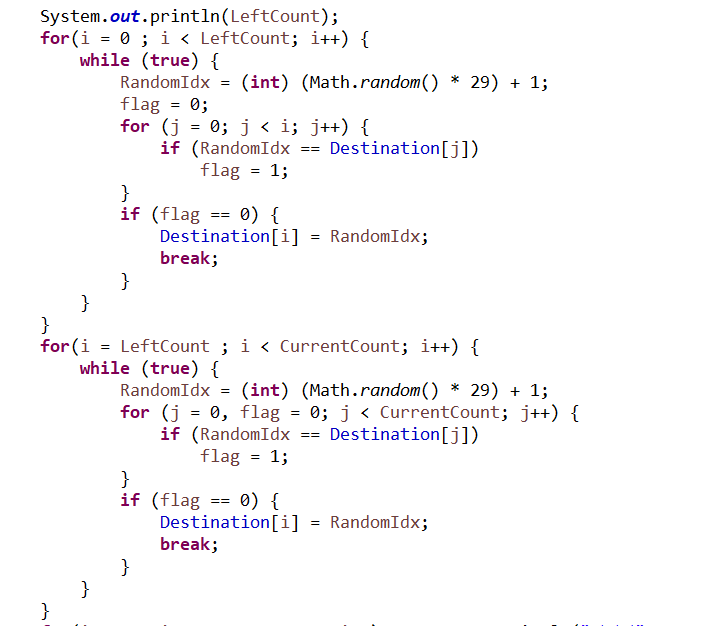 System.out.println(LeftCount);
for(i = 0 ; i < LeftCount; i++) {
    while (true) {
        RandomIdx = (int) (Math.random() * 29) + 1;
        flag = 0;
        for (j = 0; j < i; j++) {
            if (RandomIdx == Destination[j])
                flag = 1;
        }
        if (flag == 0) {
            Destination[i] = RandomIdx;
            break;
        }
    }
}
for(i = LeftCount ; i < CurrentCount; i++) {
    while (true) {
        RandomIdx = (int) (Math.random() * 29) + 1;
        for (j = 0, flag = 0; j < CurrentCount; j++) {
            if (RandomIdx == Destination[j])
                flag = 1;
        }
        if (flag == 0) {
            Destination[i] = RandomIdx;
            break;
        }
    }
}